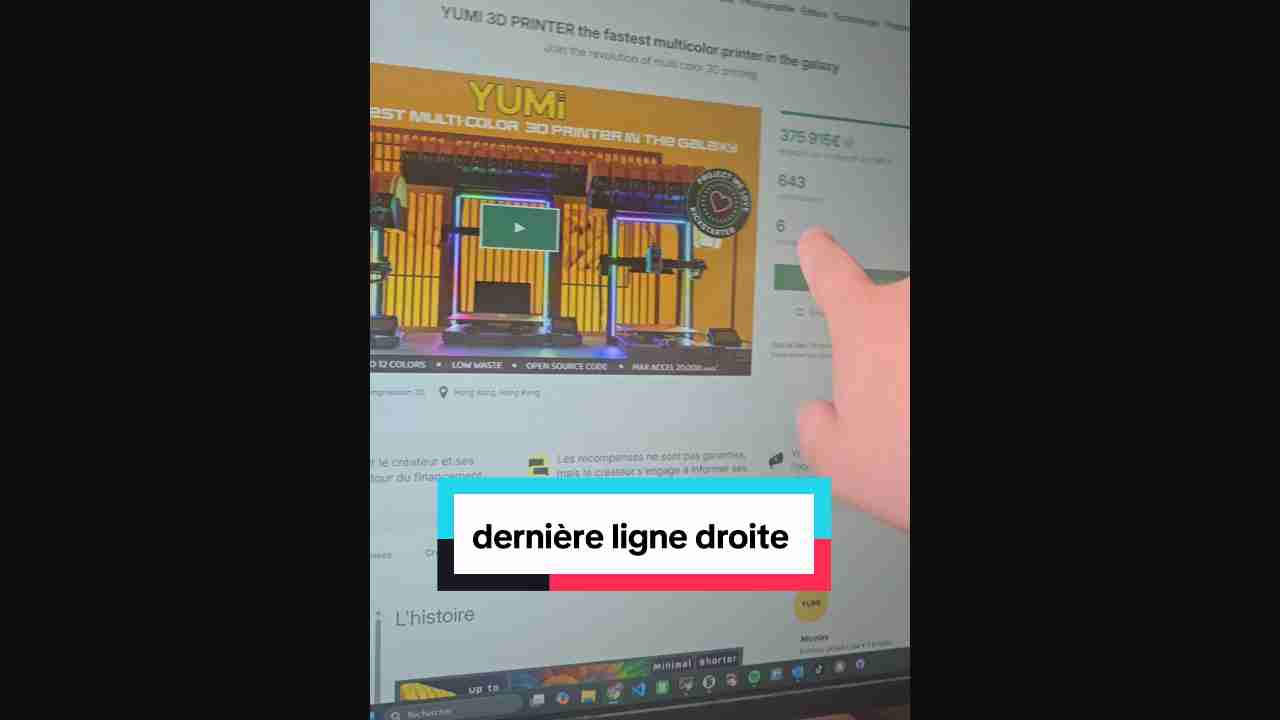 YUMI 3D PRINTER the fastest multicolor printer in the galaxy
Join the revolution of multi color 3D printing
YUMi
EST MULTI-COLOR 3D PRINTER IN THE GALAXY
PROJECT WE LOVE
KICKSTARTER
375 915€
643
6
12 COLORS • LOW WASTE • OPEN SOURCE CODE • MAX ACCEL 20,000
impression 3D
Hong Kong, Hong Kong
t le créateur et ses
tour du financement
Les récompenses ne sont pas garanties,
mais le créateur s'engage à informer ses
dernière ligne droite
L'histoire
YUMI
Nicolas
Minimal Shorter
up to
Rechercher